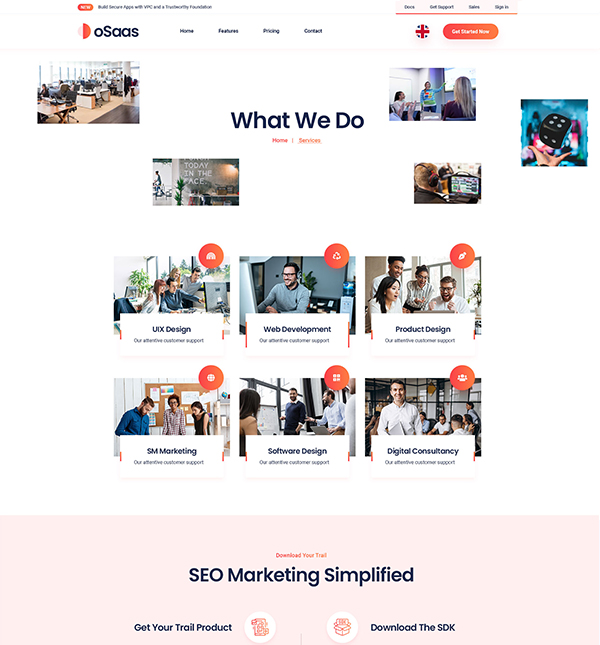 NEW Build Secure Apps with VPC and a Trustworthy Foundation
Docs Get Support Sales Sign In
oSaas
Home Features Pricing Contact
Get Started Now
What We Do
Home | Services
TODAY
IN THE
FACE.
UIX Design
Our attentive customer support
Web Development
Our attentive customer support
Product Design
Our attentive customer support
SM Marketing
Our attentive customer support
Software Design
Our attentive customer support
Digital Consultancy
Our attentive customer support
Download Your Trail
SEO Marketing Simplified
Get Your Trail Product
Download The SDK